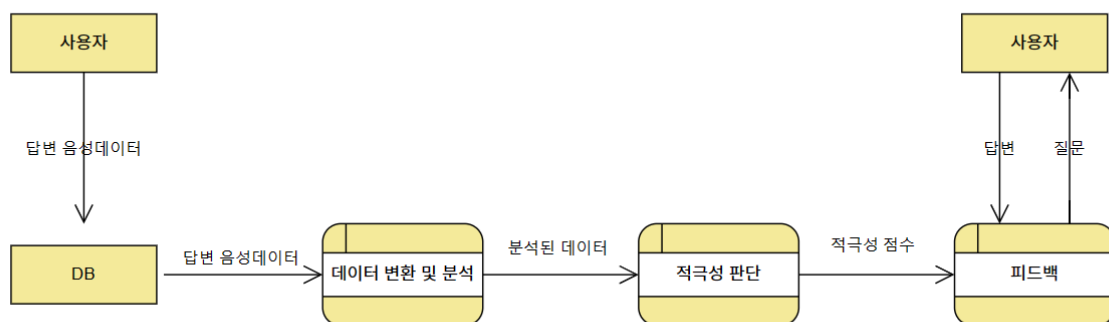 사용자
사용자
답변 음성데이터
답변
질문
DB
답변 음성데이터
데이터 변환 및 분석
분석된 데이터
적극성 판단
적극성 점수
피드백